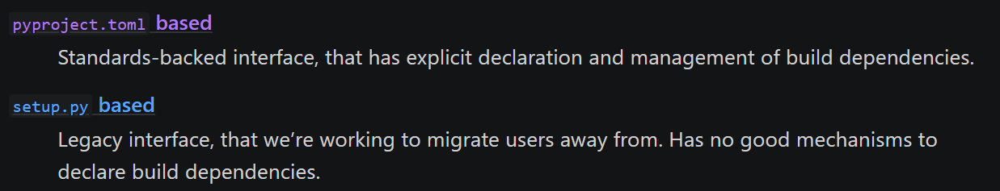 pyproject.toml based
Standards-backed interface, that has explicit declaration and management of build dependencies.
setup.py based
Legacy interface, that we’re working to migrate users away from. Has no good mechanisms to
declare build dependencies.